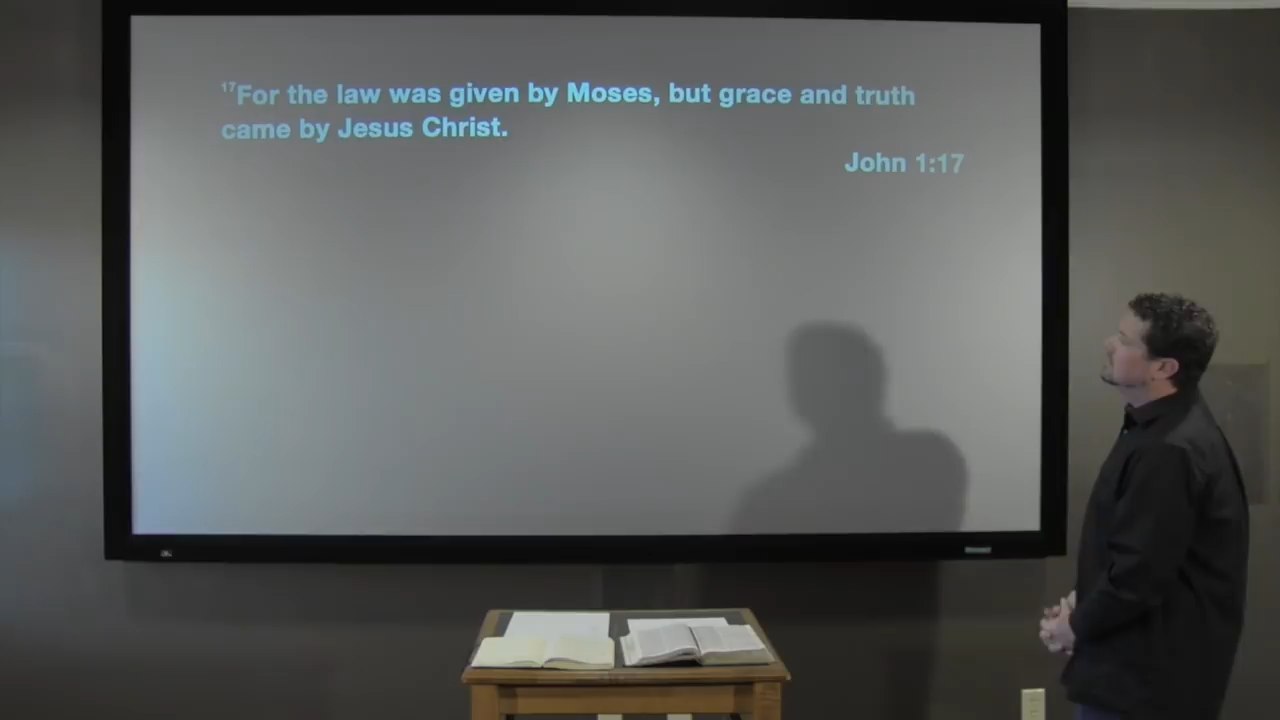 17For the law was given by Moses, but grace and truth
came by Jesus Christ.
John 1:17